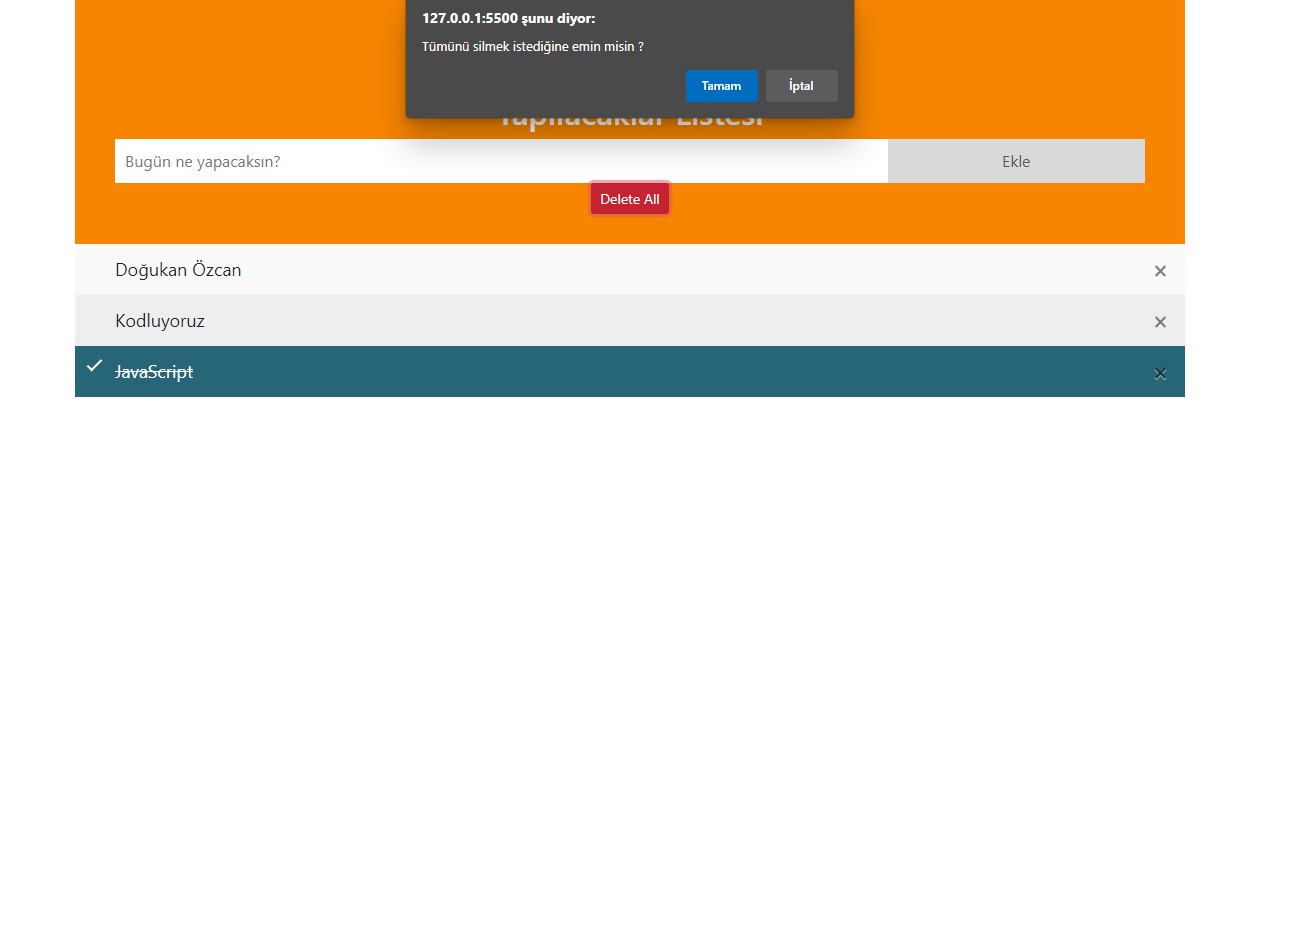 127.0.0.1:5500 şunu diyor:
Tümünü silmek istediğine emin misin ?
Tamam İptal
Yapılacaklar Listesi
Bugün ne yapacaksın? Ekle
Delete All
Doğukan Özcan ×
Kodluyoruz ×
JavaScript ×